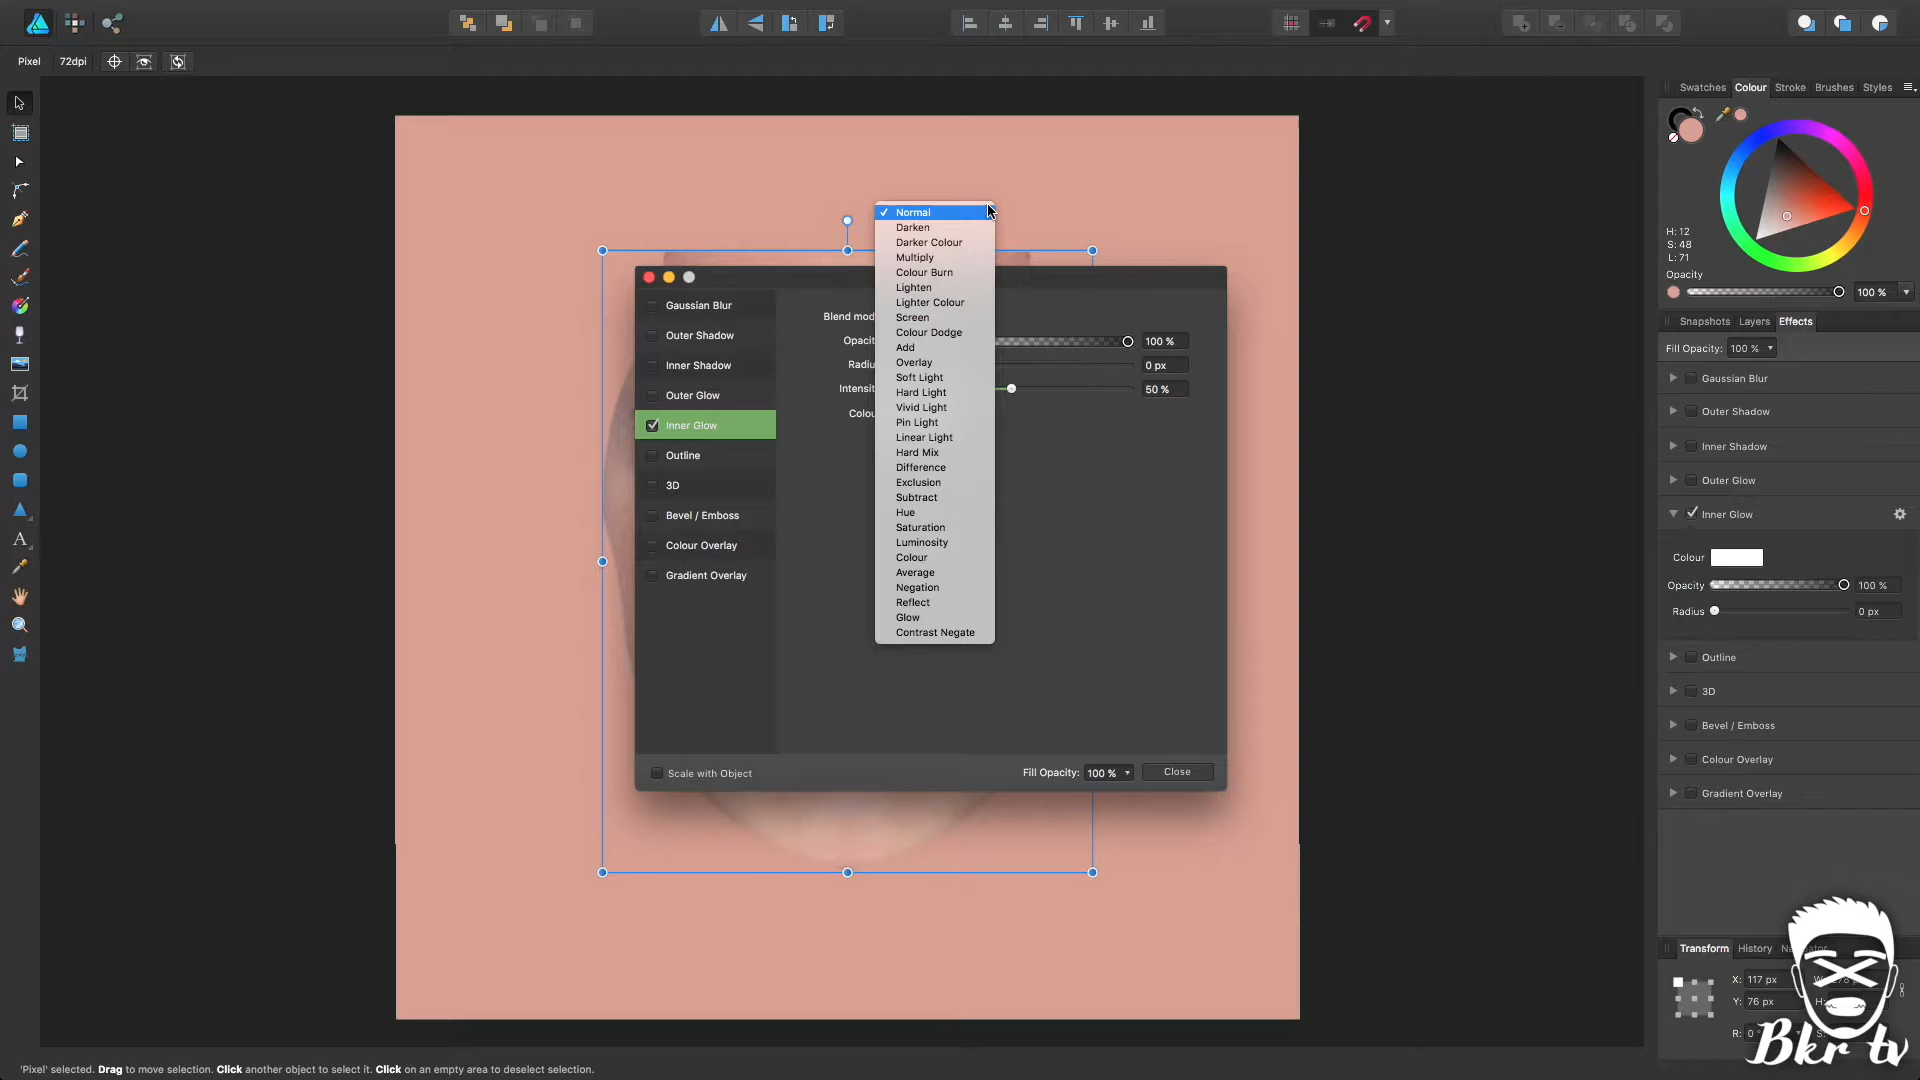 Pixel 72dpi
Swatches Colour Stroke Brushes Styles
H: 12
S: 48
L: 71
Opacity
100 %
Snapshots Layers Effects
Fill Opacity: 100 %
Gaussian Blur
Outer Shadow
Inner Shadow
Outer Glow
Inner Glow
Colour
Opacity 100 %
Radius 0 px
Outline
3D
Bevel / Emboss
Colour Overlay
Gradient Overlay
Normal
Darken
Darker Colour
Multiply
Colour Burn
Lighten
Lighter Colour
Screen
Colour Dodge
Add
Overlay
Soft Light
Hard Light
Vivid Light
Pin Light
Linear Light
Hard Mix
Difference
Exclusion
Subtract
Hue
Saturation
Luminosity
Colour
Average
Negation
Reflect
Glow
Contrast Negate
Gaussian Blur
Outer Shadow
Inner Shadow
Outer Glow
Inner Glow
Outline
3D
Bevel / Emboss
Colour Overlay
Gradient Overlay
Blend mod
Opacit 100 %
Radiu 0 px
Intensit 50 %
Colou
Scale with Object
Fill Opacity: 100 % Close
Transform History
X: 117 px
Y: 76 px
R: 0
Bkr tv
'Pixel' selected. Drag to move selection. Click another object to select it. Click on an empty area to deselect selection.